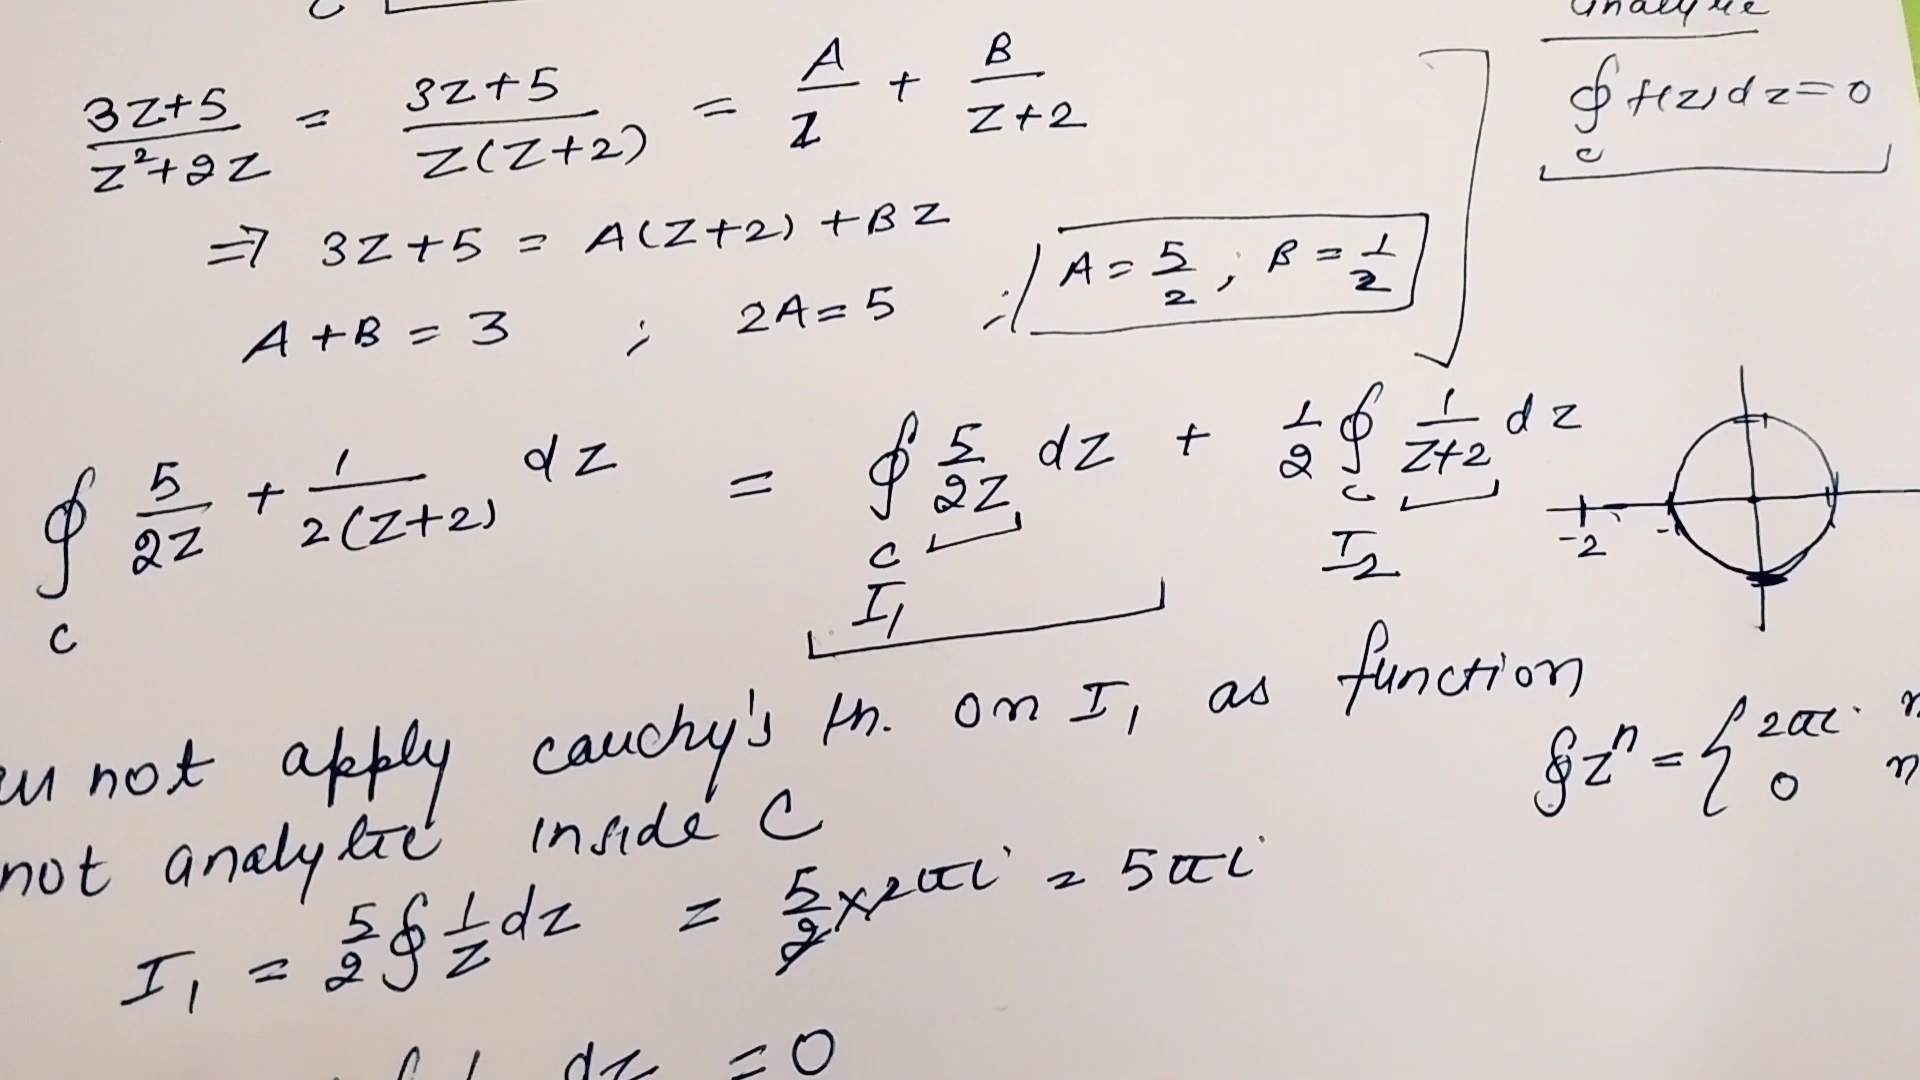 c
analytic
3z+5/z²+2z = 3z+5/z(z+2) = A/z + B/z+2
∮c f(z)dz=0
⇒ 3z+5 = A(z+2)+Bz
A+B = 3 ; 2A=5 ; A=5/2 ; B=1/2
∮c 5/2z + 1/2(z+2) dz = ∮c 5/2z dz + 1/2 ∮c 1/z+2 dz
I₁ I₂
-2 -1
not apply cauchy's th. on I₁ as function
not analytic inside C
∮zⁿ = { 2πi n
0 n
I₁ = 5/2 ∮ 1/z dz = 5/2 × 2πi = 5πi
dz = 0